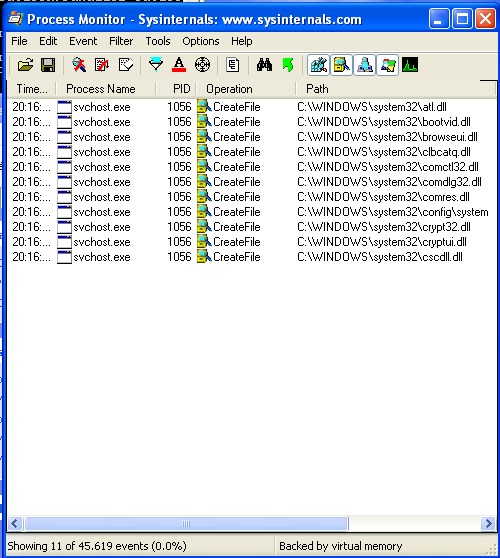 Process Monitor - Sysinternals: www.sysinternals.com
File Edit Event Filter Tools Options Help
Time... Process Name PID Operation Path
20:16:... svchost.exe 1056 CreateFile C:\WINDOWS\system32\atl.dll
20:16:... svchost.exe 1056 CreateFile C:\WINDOWS\system32\bootvid.dll
20:16:... svchost.exe 1056 CreateFile C:\WINDOWS\system32\browseui.dll
20:16:... svchost.exe 1056 CreateFile C:\WINDOWS\system32\clbcatq.dll
20:16:... svchost.exe 1056 CreateFile C:\WINDOWS\system32\comctl32.dll
20:16:... svchost.exe 1056 CreateFile C:\WINDOWS\system32\comdlg32.dll
20:16:... svchost.exe 1056 CreateFile C:\WINDOWS\system32\comres.dll
20:16:... svchost.exe 1056 CreateFile C:\WINDOWS\system32\config\system
20:16:... svchost.exe 1056 CreateFile C:\WINDOWS\system32\crypt32.dll
20:16:... svchost.exe 1056 CreateFile C:\WINDOWS\system32\cryptui.dll
20:16:... svchost.exe 1056 CreateFile C:\WINDOWS\system32\cscdll.dll
Showing 11 of 45.619 events (0.0%) Backed by virtual memory